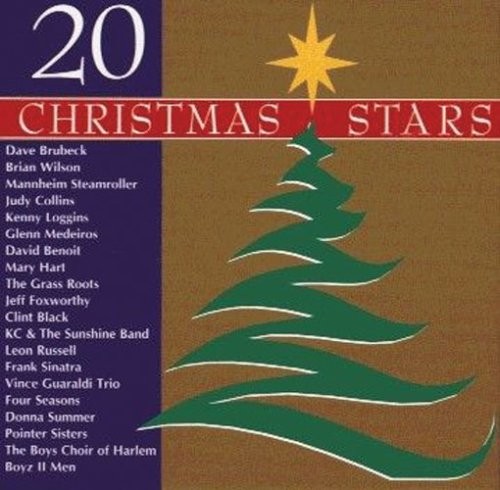 20
CHRISTMAS STARS
Dave Brubeck
Brian Wilson
Mannheim Steamroller
Judy Collins
Kenny Loggins
Glenn Medeiros
David Benoit
Mary Hart
The Grass Roots
Jeff Foxworthy
Clint Black
KC & The Sunshine Band
Leon Russell
Frank Sinatra
Vince Guaraldi Trio
Four Seasons
Donna Summer
Pointer Sisters
The Boys Choir of Harlem
Boyz II Men